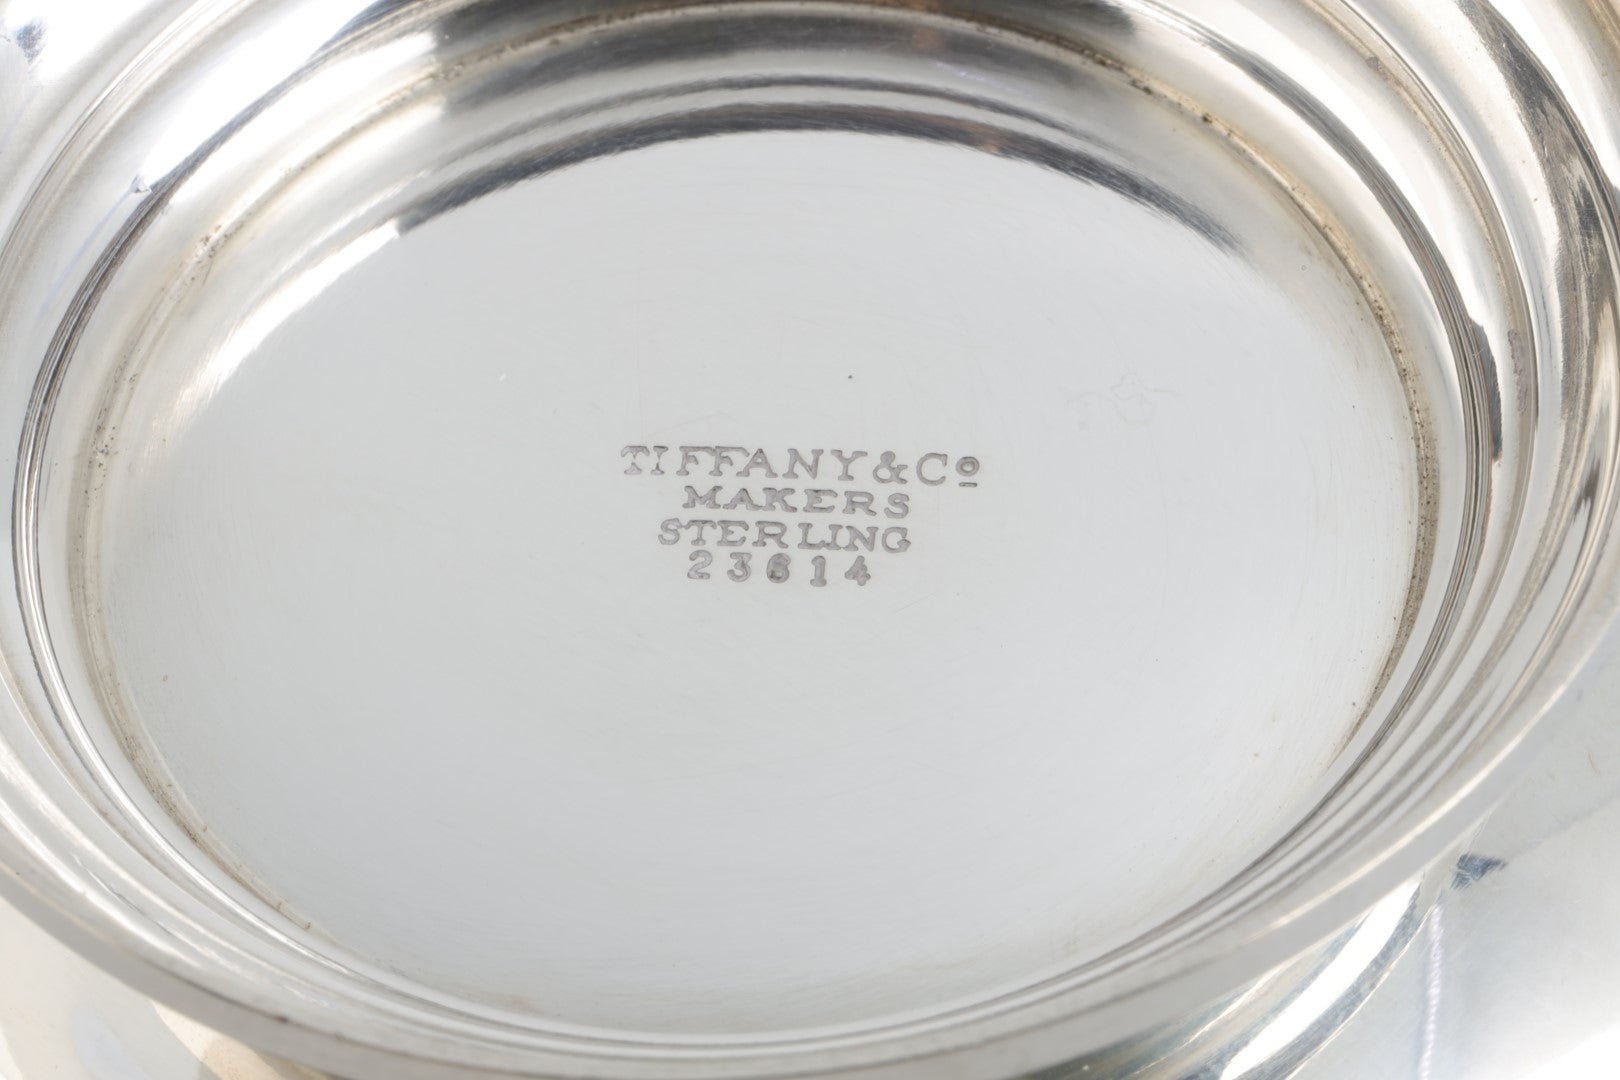 TIFFANY & Cº
MAKERS
STERLING
23614